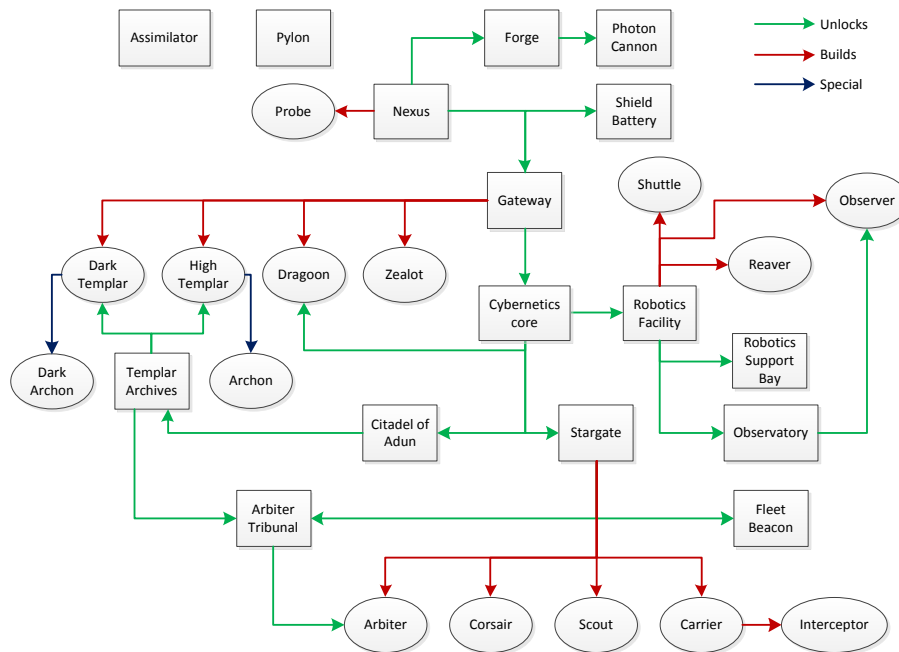 Assimilator
Pylon
Forge
Photon
Cannon
Unlocks
Builds
Special
Probe
Nexus
Shield
Battery
Gateway
Shuttle
Observer
Dark
Templar
High
Templar
Dragoon
Zealot
Reaver
Cybernetics
core
Robotics
Facility
Robotics
Support
Bay
Dark
Archon
Templar
Archives
Archon
Citadel of
Adun
Stargate
Observatory
Arbiter
Tribunal
Fleet
Beacon
Arbiter
Corsair
Scout
Carrier
Interceptor